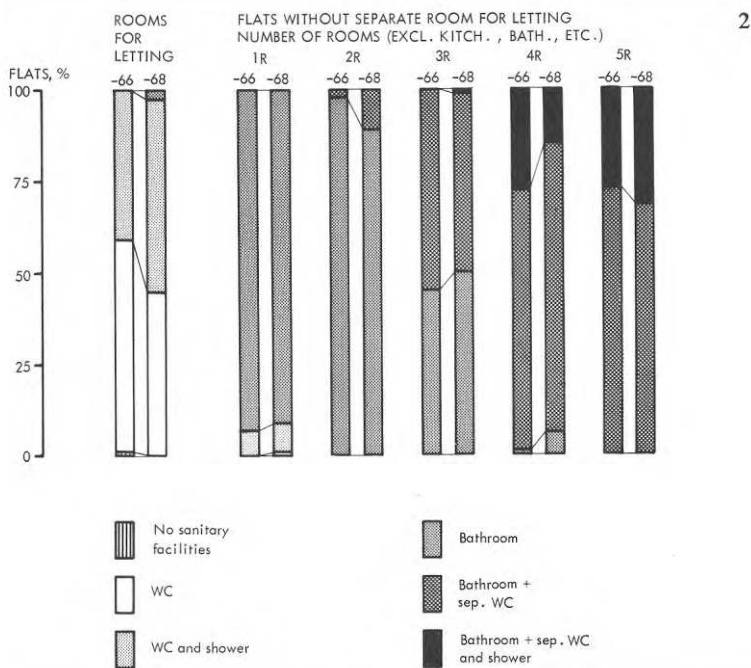 2
ROOMS
FOR
LETTING
FLATS WITHOUT SEPARATE ROOM FOR LETTING
NUMBER OF ROOMS (EXCL. KITCH. , BATH., ETC.)
1R 2R 3R 4R 5R
FLATS, %
-66 -68 -66 -68 -66 -68 -66 -68 -66 -68 -66 -68
100
75
50
25
0
No sanitary
facilities
WC
WC and shower
Bathroom
Bathroom +
sep. WC
Bathroom + sep. WC
and shower